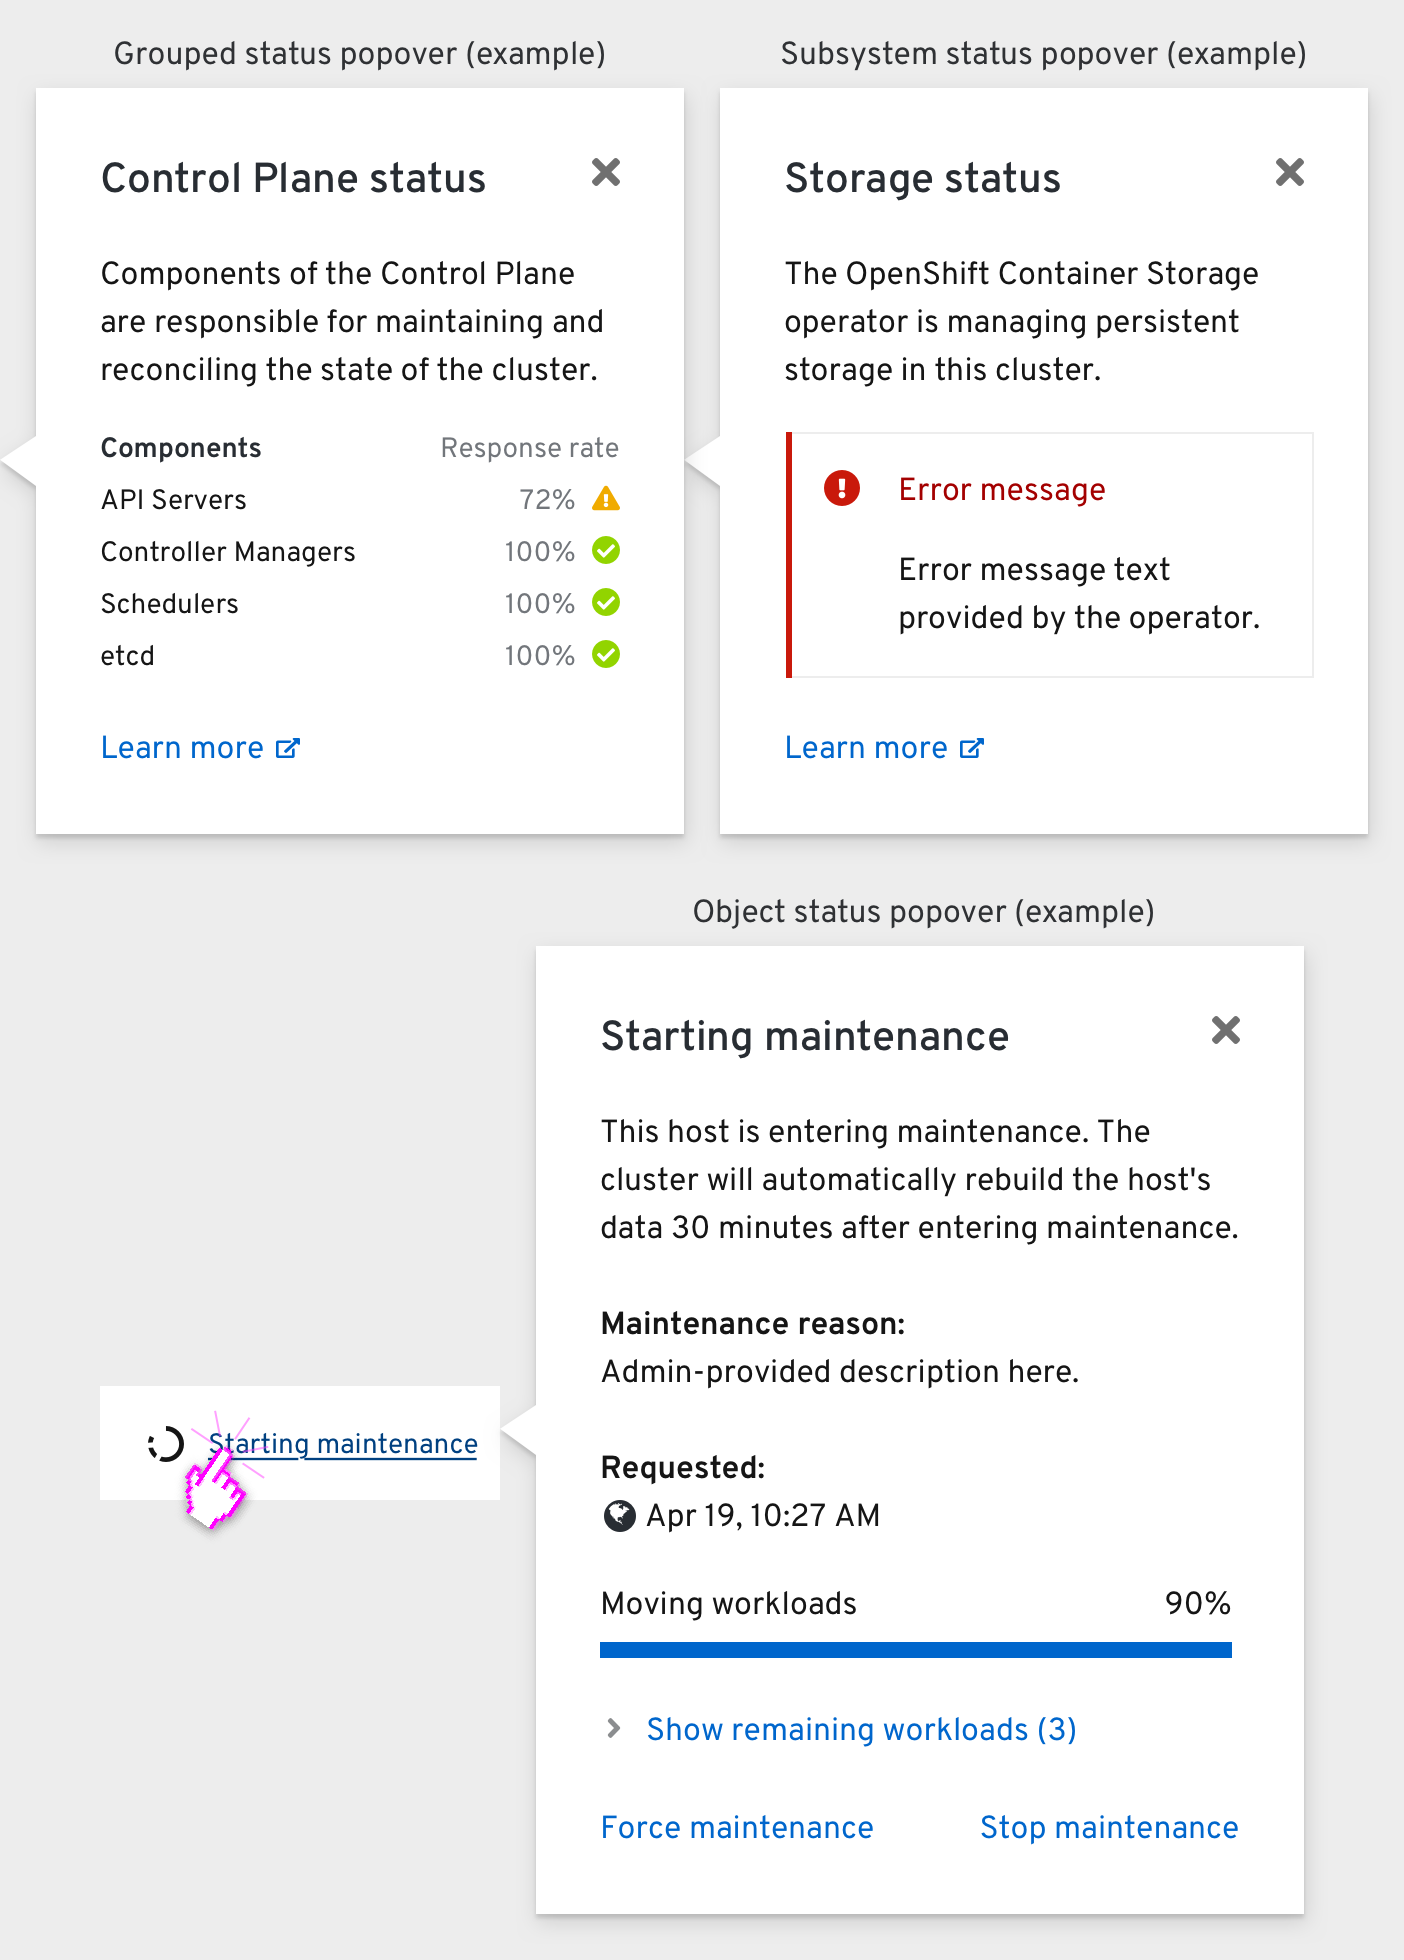 Grouped status popover (example)
Control Plane status
Components of the Control Plane
are responsible for maintaining and
reconciling the state of the cluster.
Components Response rate
API Servers 72%
Controller Managers 100%
Schedulers 100%
etcd 100%
Learn more
Subsystem status popover (example)
Storage status
The OpenShift Container Storage
operator is managing persistent
storage in this cluster.
Error message
Error message text
provided by the operator.
Learn more
Object status popover (example)
Starting maintenance
Starting maintenance
This host is entering maintenance. The
cluster will automatically rebuild the host's
data 30 minutes after entering maintenance.
Maintenance reason:
Admin-provided description here.
Requested:
Apr 19, 10:27 AM
Moving workloads 90%
Show remaining workloads (3)
Force maintenance Stop maintenance